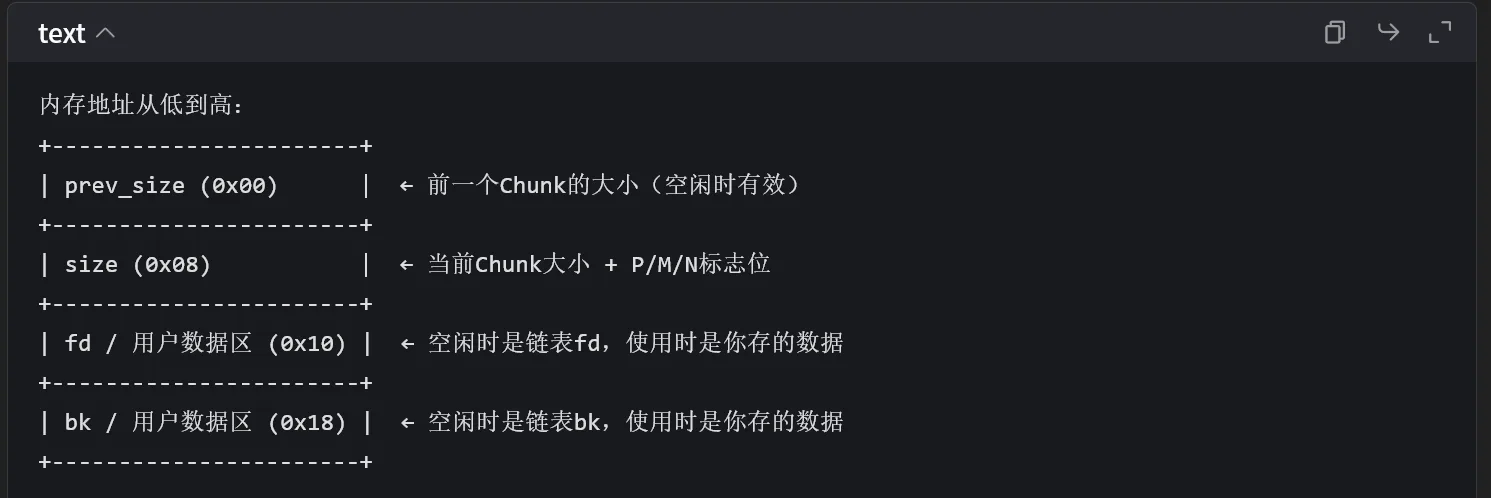 text
内存地址从低到高：
+-----------------------+
| prev_size (0x00)      |  ← 前一个Chunk的大小（空闲时有效）
+-----------------------+
| size (0x08)           |  ← 当前Chunk大小 + P/M/N标志位
+-----------------------+
| fd / 用户数据区 (0x10) |  ← 空闲时是链表fd，使用时是你存的数据
+-----------------------+
| bk / 用户数据区 (0x18) |  ← 空闲时是链表bk，使用时是你存的数据
+-----------------------+